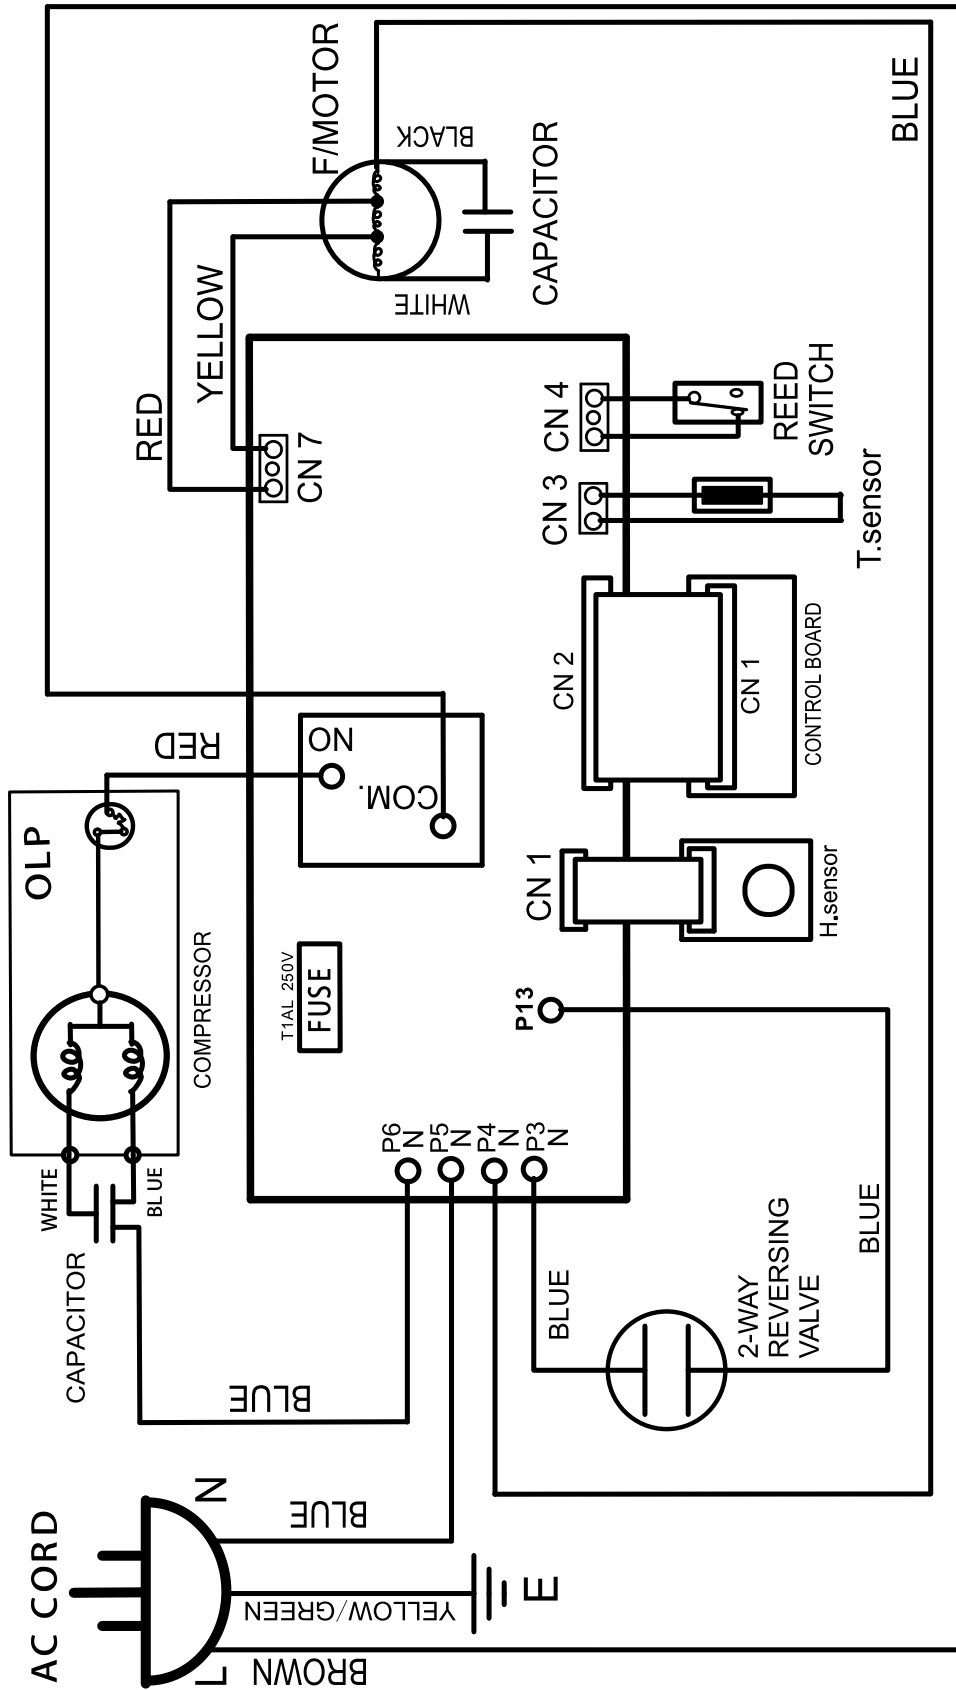 AC CORD
L
N
BROWN
YELLOW/GREEN
E
BLUE
BLUE
CAPACITOR
WHITE
BLUE
COMPRESSOR
OLP
RED
NO
COM.
T1AL 250V
FUSE
P6
N
P5
N
P4
N
P3
N
P13
BLUE
2-WAY
REVERSING
VALVE
BLUE
CN 1
H.sensor
CN 2
CN 1
CONTROL BOARD
CN 3
T.sensor
CN 4
REED
SWITCH
CN 7
RED
YELLOW
F/MOTOR
BLACK
WHITE
CAPACITOR
BLUE